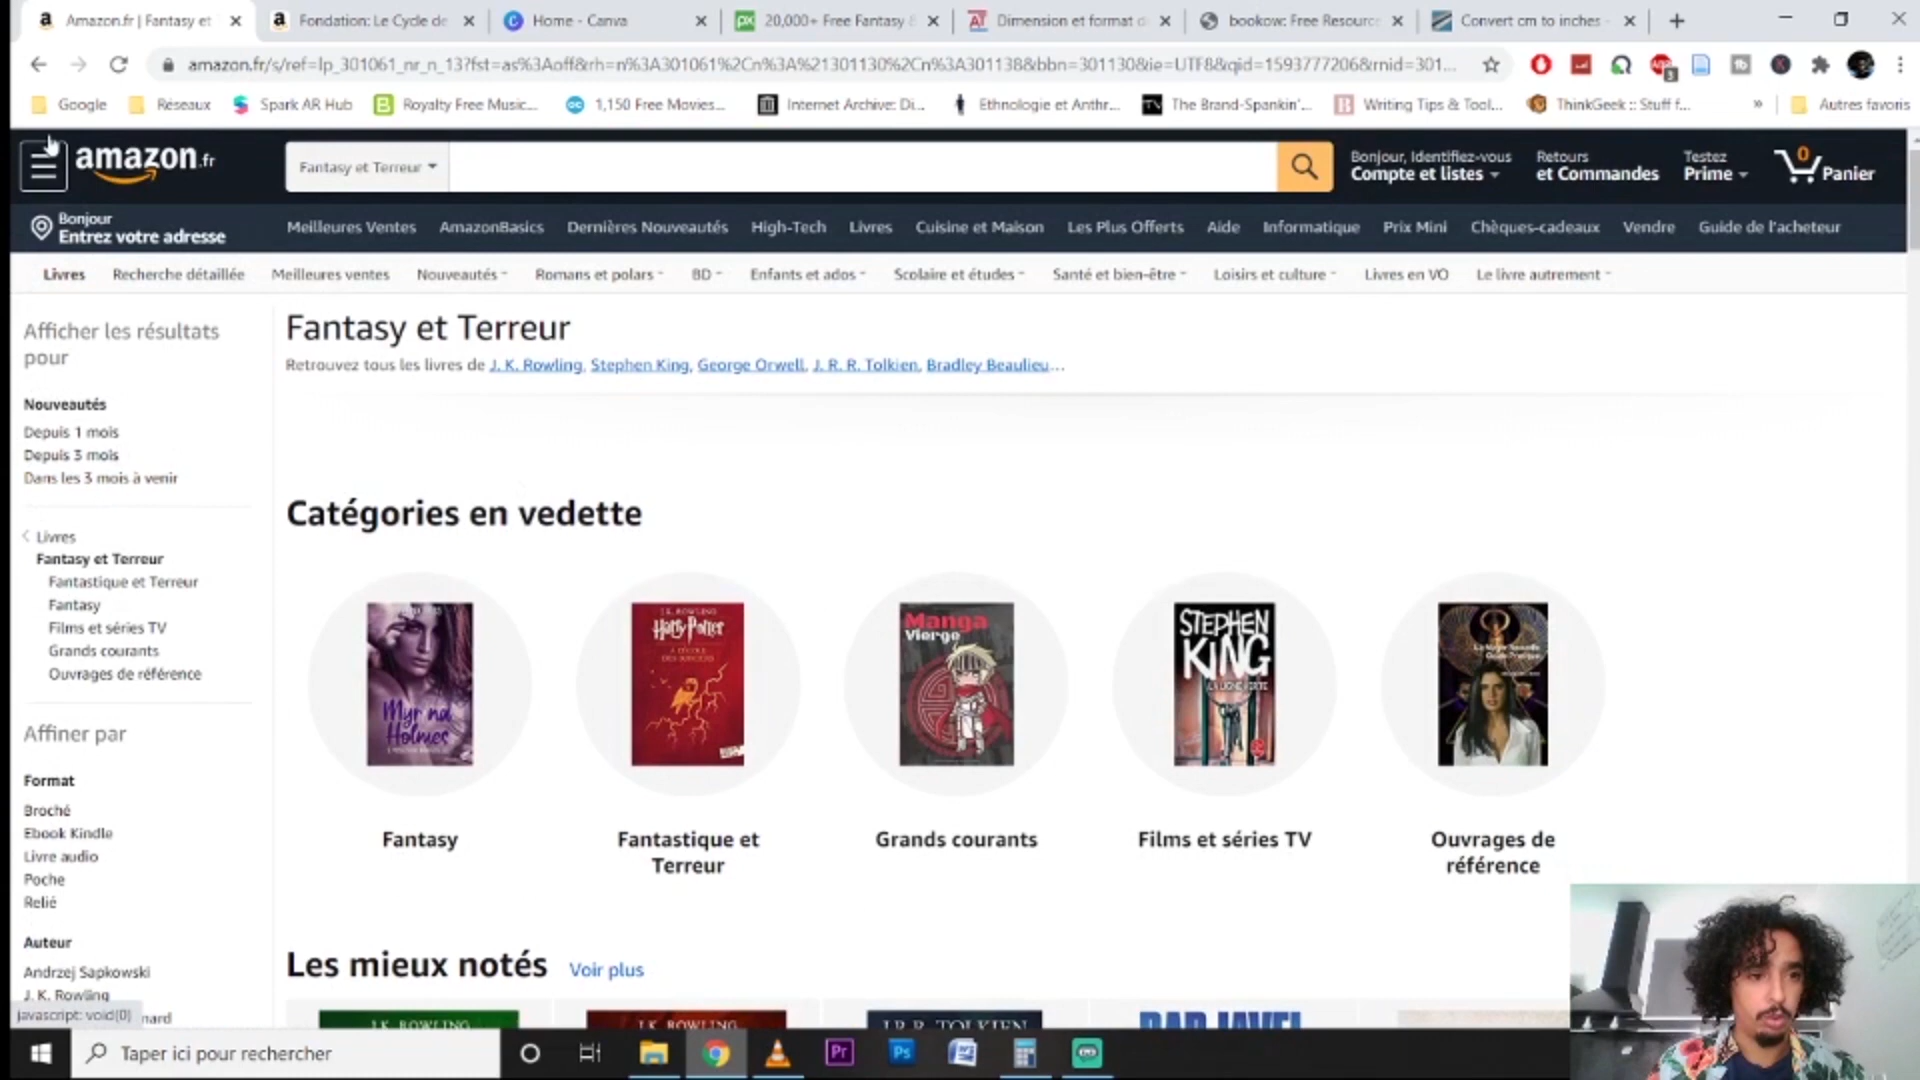 Amazon.fr | Fantasy et
Fondation: Le Cycle de
Home - Canva
20,000+ Free Fantasy &
Dimension et format d
bookow: Free Resource
Convert cm to inches -
amazon.fr/s/ref=lp_301061_nr_n_13?fst=as%3Aoff&rh=n%3A301061%2Cn%3A%21301130%2Cn%3A301138&bbn=301130&ie=UTF8&qid=1593777206&rnid=301...
Google
Réseaux
Spark AR Hub
Royalty Free Music...
1,150 Free Movies...
Internet Archive: Di...
Ethnologie et Anthr...
The Brand-Spankin'...
Writing Tips & Tool...
ThinkGeek :: Stuff f...
»
Autres favoris
amazon.fr
Fantasy et Terreur
Bonjour, Identifiez-vous
Compte et listes
Retours
et Commandes
Testez
Prime
0
Panier
Bonjour
Entrez votre adresse
Meilleures Ventes
AmazonBasics
Dernières Nouveautés
High-Tech
Livres
Cuisine et Maison
Les Plus Offerts
Aide
Informatique
Prix Mini
Chèques-cadeaux
Vendre
Guide de l'acheteur
Livres
Recherche détaillée
Meilleures ventes
Nouveautés
Romans et polars
BD
Enfants et ados
Scolaire et études
Santé et bien-être
Loisirs et culture
Livres en VO
Le livre autrement
Afficher les résultats
pour
Nouveautés
Depuis 1 mois
Depuis 3 mois
Dans les 3 mois à venir
Livres
Fantasy et Terreur
Fantastique et Terreur
Fantasy
Films et séries TV
Grands courants
Ouvrages de référence
Affiner par
Format
Broché
Ebook Kindle
Livre audio
Poche
Relié
Auteur
Andrzej Sapkowski
J. K. Rowling
nard
javascript: void(0)
Fantasy et Terreur
Retrouvez tous les livres de J. K. Rowling, Stephen King, George Orwell, J. R. R. Tolkien, Bradley Beaulieu...
Catégories en vedette
Myrna
Holmes
J.K. ROWLING
Harry Potter
À L'ÉCOLE
DES SORCIERS
Manga
Vierge
STEPHEN
KING
LA LIGNE VERTE
Fantasy
Fantastique et
Terreur
Grands courants
Films et séries TV
Ouvrages de
référence
Les mieux notés
Voir plus
J.K. ROWLING
J.K. ROWLING
J.R.R. TOLKIEN
BARJAVEL
Taper ici pour rechercher
Pr
Ps